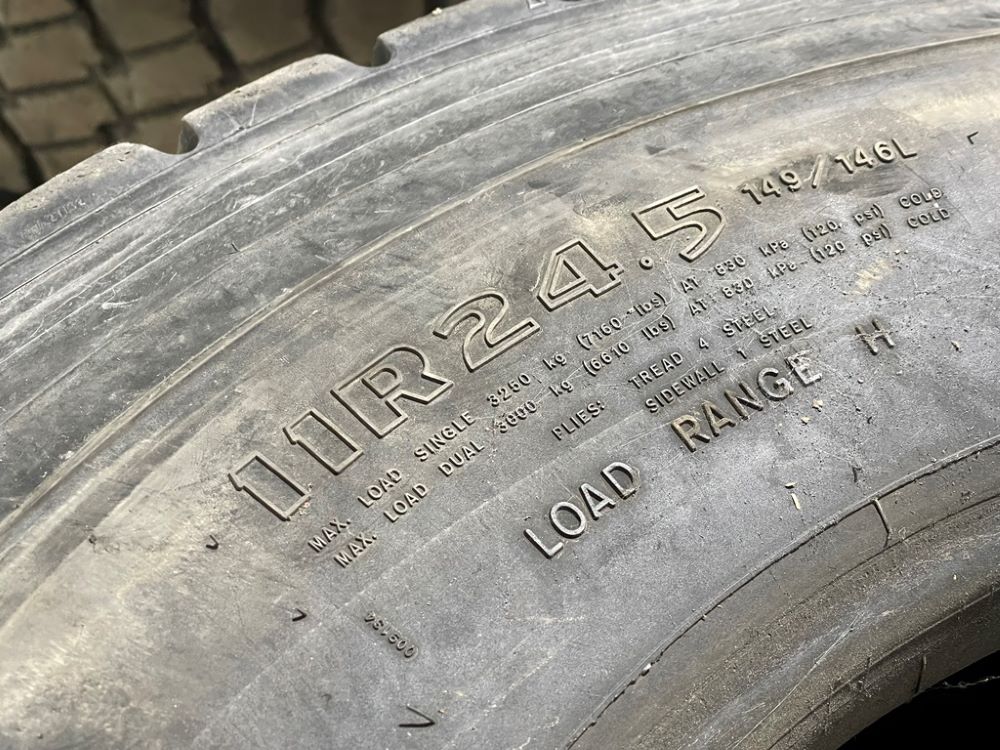 11R24.5 149/146L
MAX. LOAD SINGLE 3250 kg (7160 lbs) AT 830 kPa (120 psi) COLD
MAX. LOAD DUAL 3000 kg (6610 lbs) AT 830 kPa (120 psi) COLD
PLIES: TREAD 4 STEEL
SIDEWALL 1 STEEL
LOAD RANGE H
009134